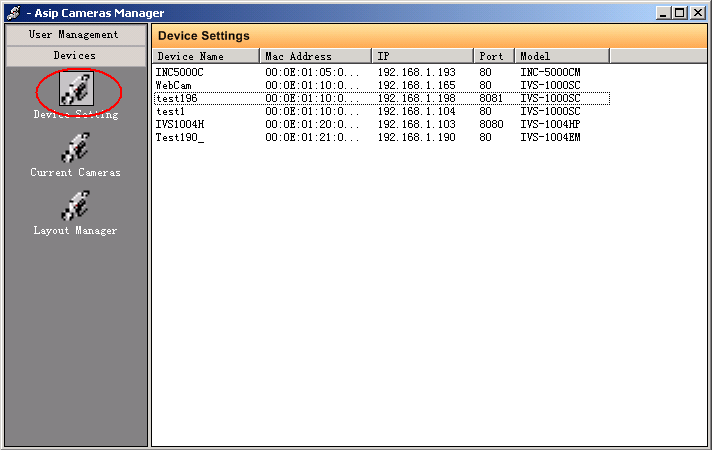 - Asip Cameras Manager
User Management
Devices
Device Setting
Current Cameras
Layout Manager
Device Settings
Device Name Mac Address IP Port Model
INC5000C 00:0E:01:05:0... 192.168.1.193 80 INC-5000CM
WebCam 00:0E:01:10:0... 192.168.1.165 80 IVS-1000SC
test196 00:0E:01:10:0... 192.168.1.198 8081 IVS-1000SC
test1 00:0E:01:10:0... 192.168.1.104 80 IVS-1000SC
IVS1004H 00:0E:01:20:0... 192.168.1.103 8080 IVS-1004HP
Test190_ 00:0E:01:21:0... 192.168.1.190 80 IVS-1004EM